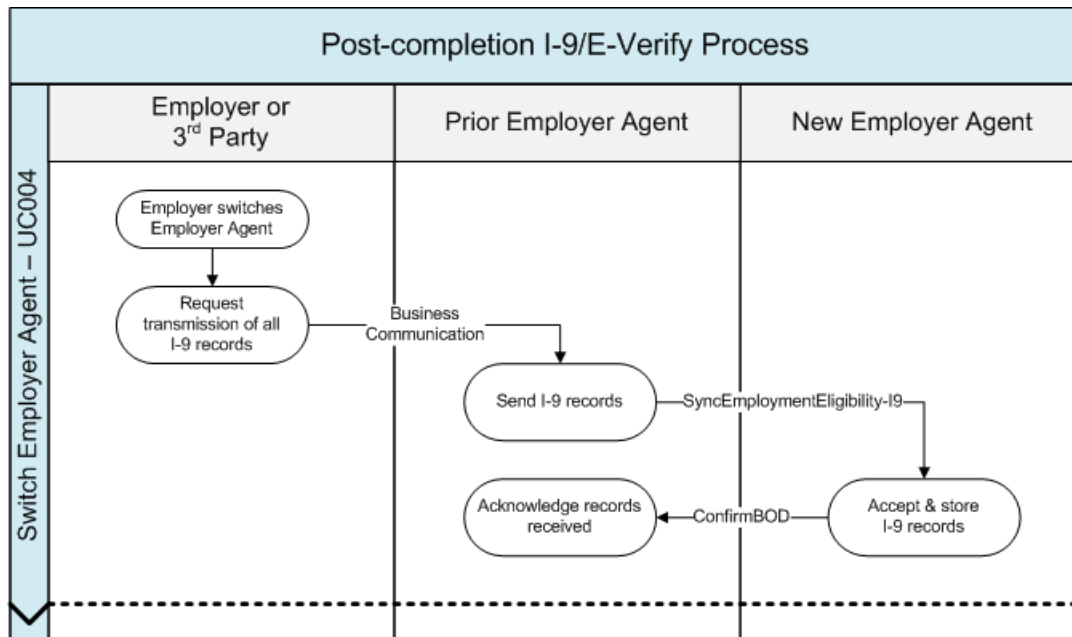 Post-completion I-9/E-Verify Process
Switch Employer Agent – UC004
Employer or
3rd Party
Prior Employer Agent
New Employer Agent
Employer switches
Employer Agent
Request
transmission of all
I-9 records
Business
Communication
Send I-9 records
SyncEmploymentEligibility-I9
Accept & store
I-9 records
ConfirmBOD
Acknowledge records
received